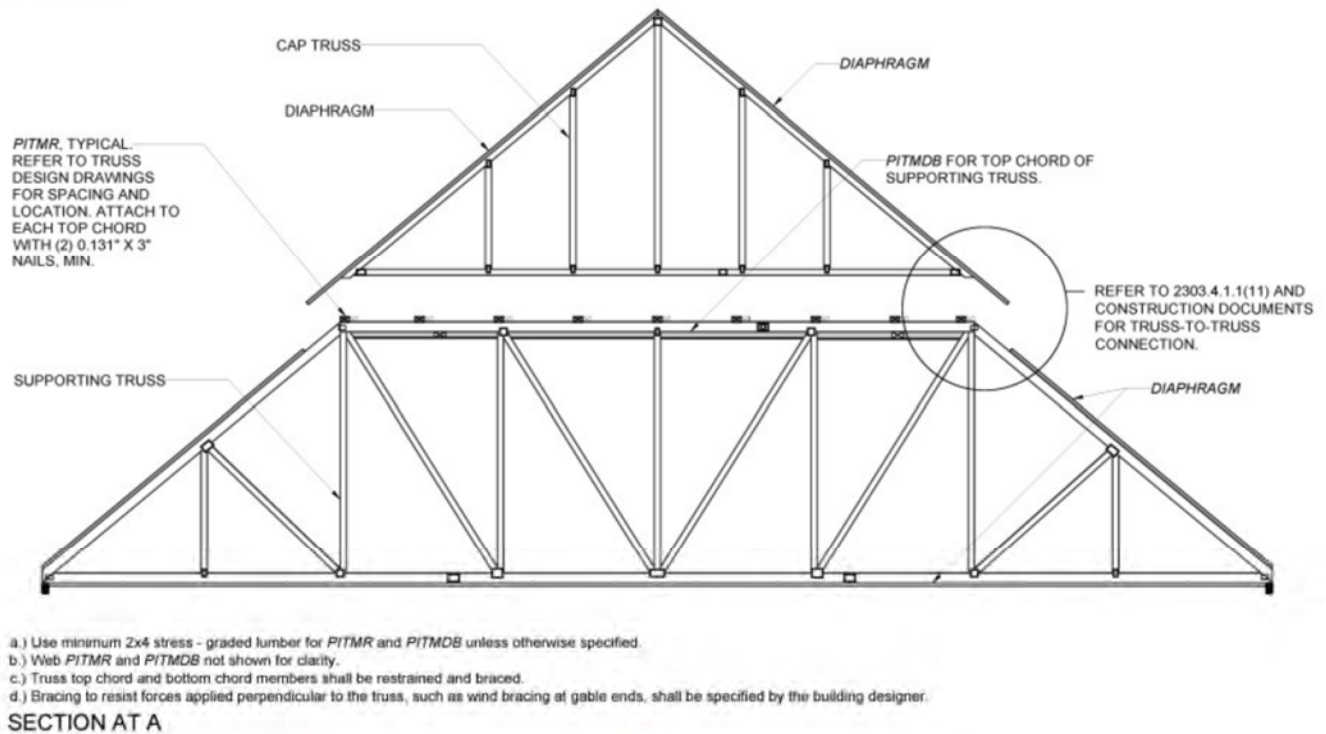 CAP TRUSS
DIAPHRAGM
DIAPHRAGM
PITMR, TYPICAL.
REFER TO TRUSS
DESIGN DRAWINGS
FOR SPACING AND
LOCATION. ATTACH TO
EACH TOP CHORD
WITH (2) 0.131" X 3"
NAILS, MIN.
PITMDB FOR TOP CHORD OF
SUPPORTING TRUSS.
REFER TO 2303.4.1.1(11) AND
CONSTRUCTION DOCUMENTS
FOR TRUSS-TO-TRUSS
CONNECTION.
SUPPORTING TRUSS
DIAPHRAGM
a.) Use minimum 2x4 stress - graded lumber for PITMR and PITMDB unless otherwise specified.
b.) Web PITMR and PITMDB not shown for clarity.
c.) Truss top chord and bottom chord members shall be restrained and braced.
d.) Bracing to resist forces applied perpendicular to the truss, such as wind bracing at gable ends, shall be specified by the building designer.
SECTION AT A